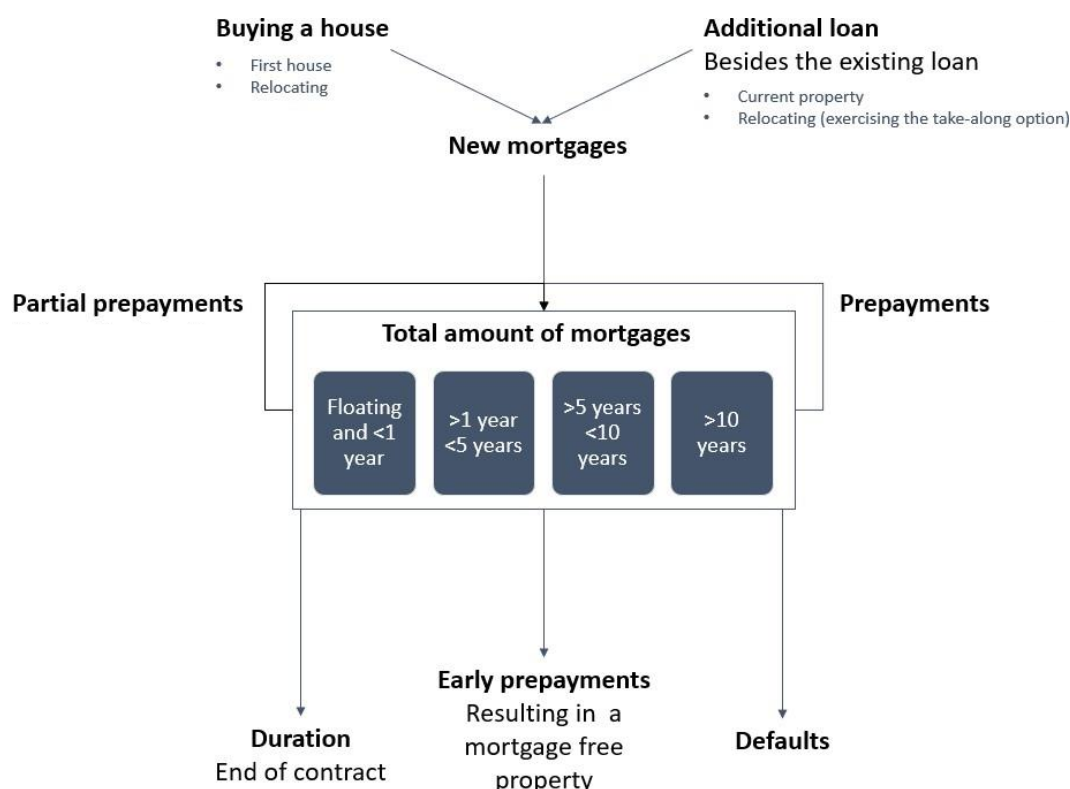 Buying a house
• First house
• Relocating
Additional loan
Besides the existing loan
• Current property
• Relocating (exercising the take-along option)
New mortgages
Partial prepayments
Prepayments
Total amount of mortgages
Floating
and <1
year
>1 year
<5 years
>5 years
<10
years
>10
years
Duration
End of contract
Early prepayments
Resulting in a
mortgage free
property
Defaults